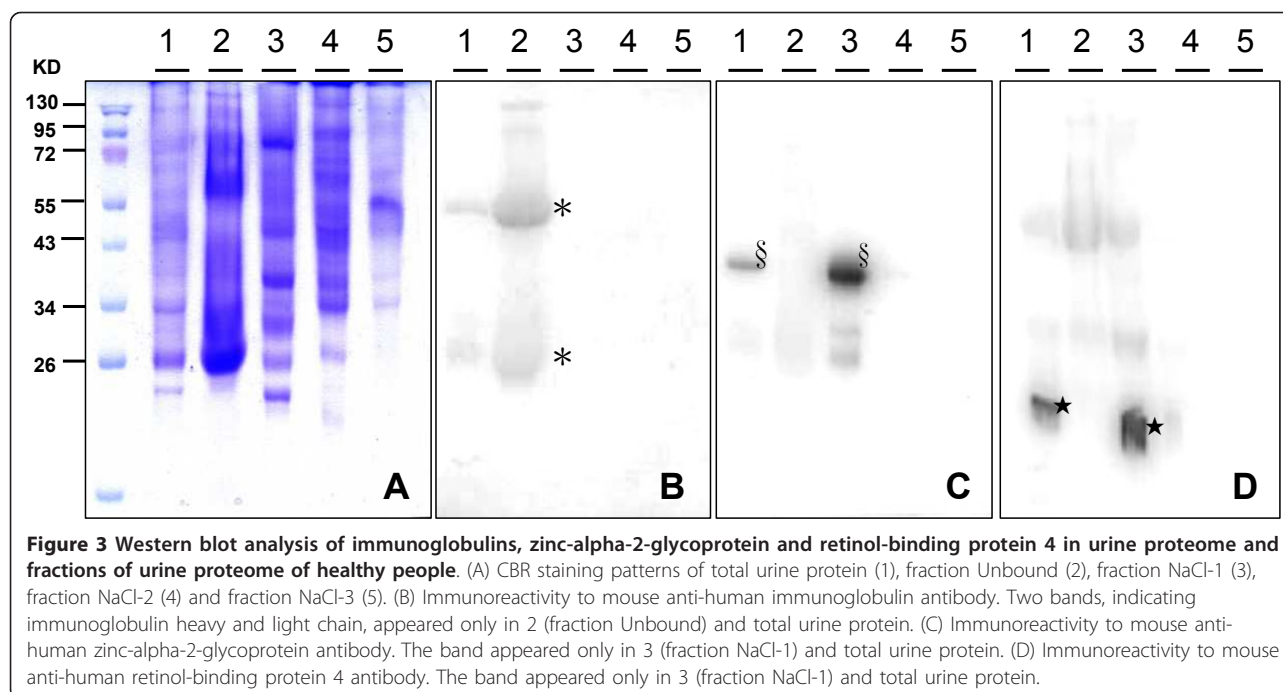 1 2 3 4 5 1 2 3 4 5 1 2 3 4 5 1 2 3 4 5
KD
130
95
72
55
43
34
26
* * § § § § ★ ★
A B C D
Figure 3 Western blot analysis of immunoglobulins, zinc-alpha-2-glycoprotein and retinol-binding protein 4 in urine proteome and
fractions of urine proteome of healthy people. (A) CBR staining patterns of total urine protein (1), fraction Unbound (2), fraction NaCl-1 (3),
fraction NaCl-2 (4) and fraction NaCl-3 (5). (B) Immunoreactivity to mouse anti-human immunoglobulin antibody. Two bands, indicating
immunoglobulin heavy and light chain, appeared only in 2 (fraction Unbound) and total urine protein. (C) Immunoreactivity to mouse anti-
human zinc-alpha-2-glycoprotein antibody. The band appeared only in 3 (fraction NaCl-1) and total urine protein. (D) Immunoreactivity to mouse
anti-human retinol-binding protein 4 antibody. The band appeared only in 3 (fraction NaCl-1) and total urine protein.